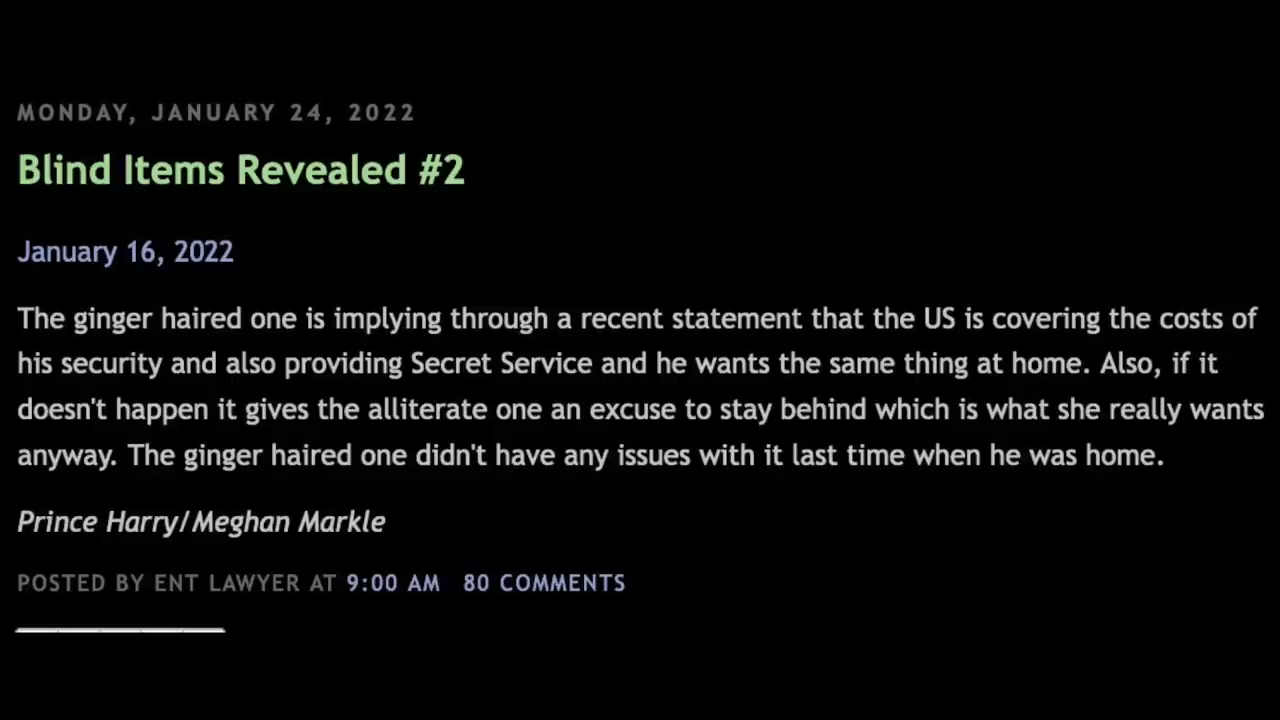 MONDAY, JANUARY 24, 2022
Blind Items Revealed #2
January 16, 2022
The ginger haired one is implying through a recent statement that the US is covering the costs of
his security and also providing Secret Service and he wants the same thing at home. Also, if it
doesn't happen it gives the alliterate one an excuse to stay behind which is what she really wants
anyway. The ginger haired one didn't have any issues with it last time when he was home.
Prince Harry/Meghan Markle
POSTED BY ENT LAWYER AT 9:00 AM 80 COMMENTS